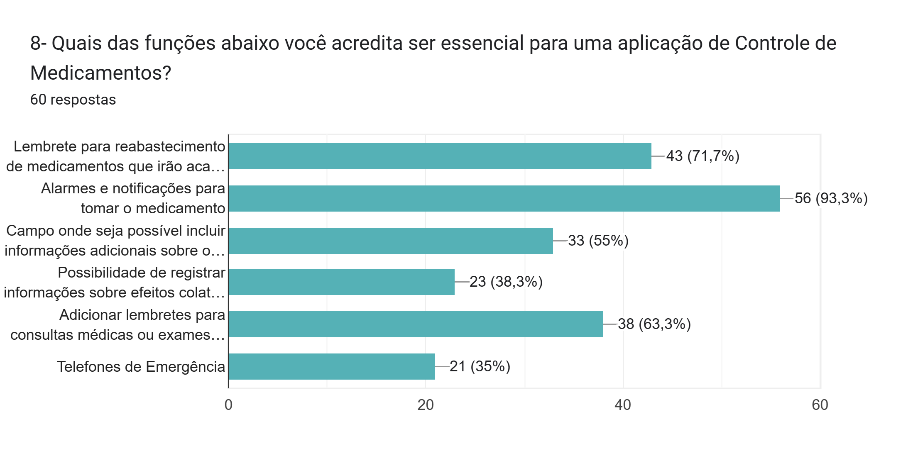 8- Quais das funções abaixo você acredita ser essencial para uma aplicação de Controle de
Medicamentos?
60 respostas
Lembrete para reabastecimento
de medicamentos que irão aca…
43 (71,7%)
Alarmes e notificações para
tomar o medicamento
56 (93,3%)
Campo onde seja possível incluir
informações adicionais sobre o…
33 (55%)
Possibilidade de registrar
informações sobre efeitos colat…
23 (38,3%)
Adicionar lembretes para
consultas médicas ou exames…
38 (63,3%)
Telefones de Emergência
21 (35%)
0 20 40 60